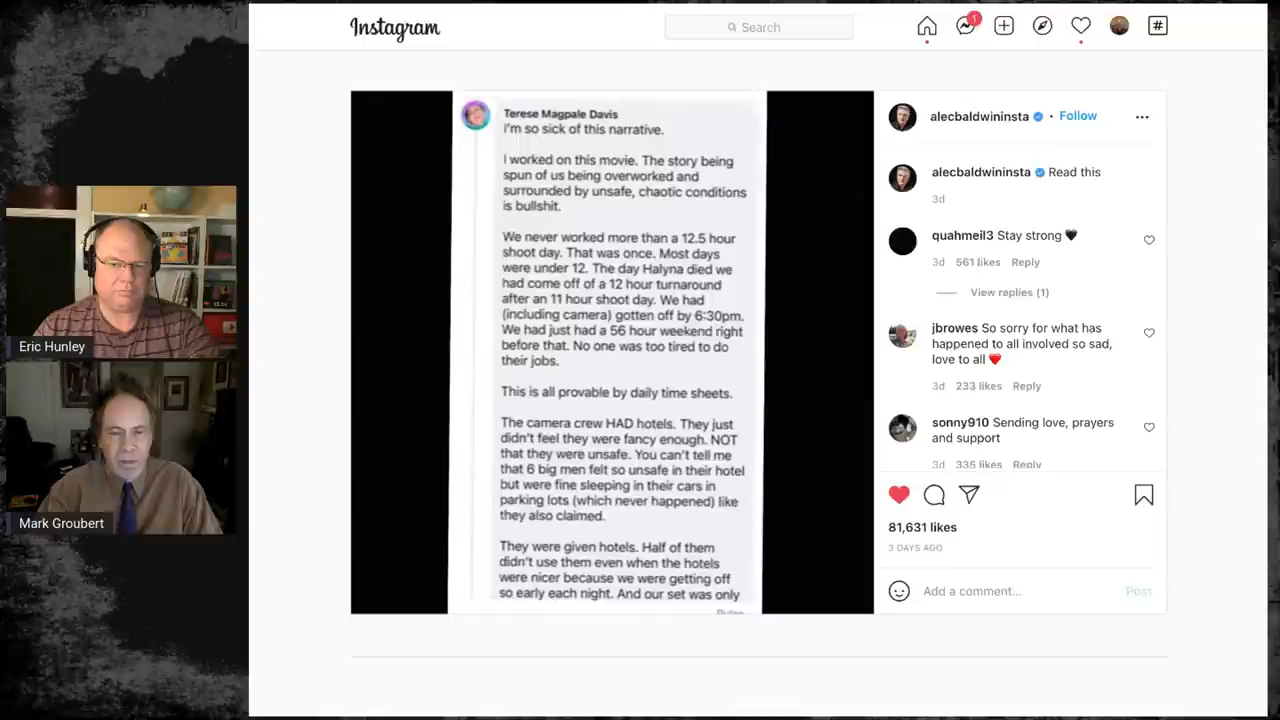 Instagram
Search
1
Terese Magpale Davis
I'm so sick of this narrative.
I worked on this movie. The story being
spun of us being overworked and
surrounded by unsafe, chaotic conditions
is bullshit.
We never worked more than a 12.5 hour
shoot day. That was once. Most days
were under 12. The day Halyna died we
had come off of a 12 hour turnaround
after an 11 hour shoot day. We had
(including camera) gotten off by 6:30pm.
We had just had a 56 hour weekend right
before that. No one was too tired to do
their jobs.
This is all provable by daily time sheets.
The camera crew HAD hotels. They just
didn't feel they were fancy enough. NOT
that they were unsafe. You can't tell me
that 6 big men felt so unsafe in their hotel
but were fine sleeping in their cars in
parking lots (which never happened) like
they also claimed.
They were given hotels. Half of them
didn't use them even when the hotels
were nicer because we were getting off
so early each night. And our set was only
alecbaldwininsta • Follow
alecbaldwininsta Read this
3d
quahmeil3 Stay strong 🖤
3d 561 likes Reply
View replies (1)
jbrowes So sorry for what has
happened to all involved so sad,
love to all ❤️
3d 233 likes Reply
sonny910 Sending love, prayers
and support
3d 335 likes Reply
81,631 likes
3 DAYS AGO
Add a comment... Post
Eric Hunley
Mark Groubert